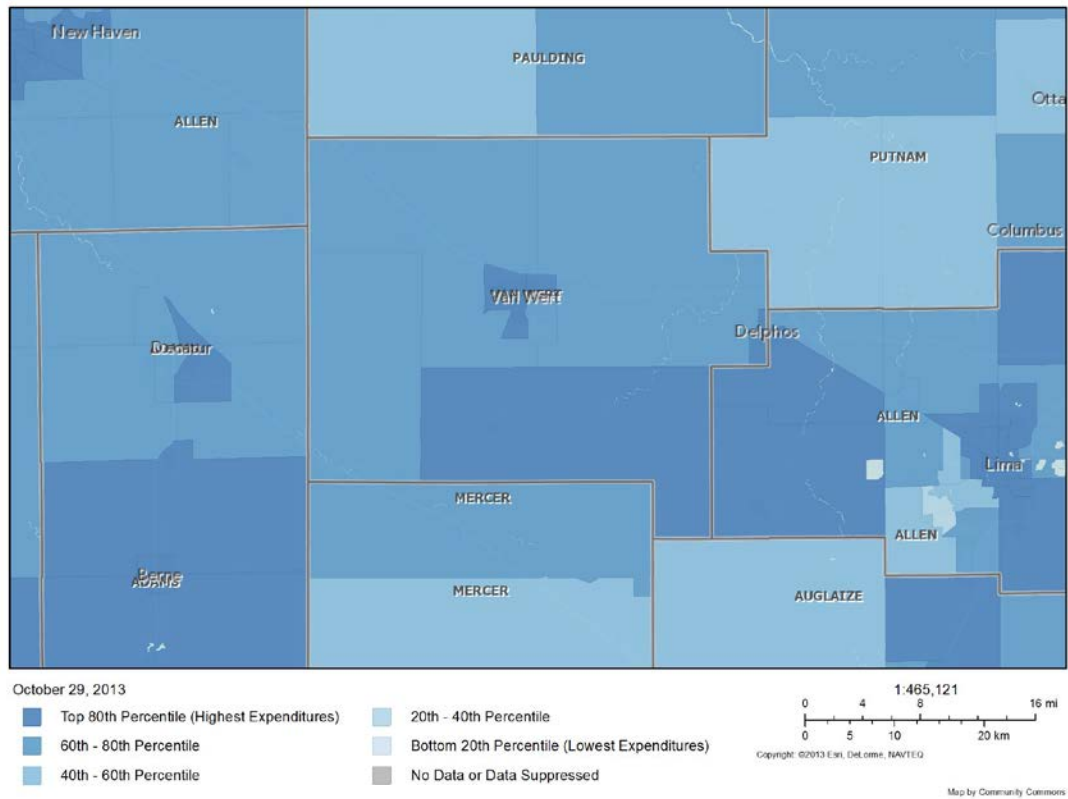 New Haven
PAULDING
Otta
ALLEN
PUTNAM
Columbus
Van Wert
Delphos
Decatur
ALLEN
Lima
MERCER
ALLEN
Berne
ADAMS
MERCER
AUGLAIZE
October 29, 2013
Top 80th Percentile (Highest Expenditures)
60th - 80th Percentile
40th - 60th Percentile
20th - 40th Percentile
Bottom 20th Percentile (Lowest Expenditures)
No Data or Data Suppressed
1:465,121
0 4 8 16 mi
0 5 10 20 km
Copyright: ©2013 Esri, DeLorme, NAVTEQ
Map by Community Commons